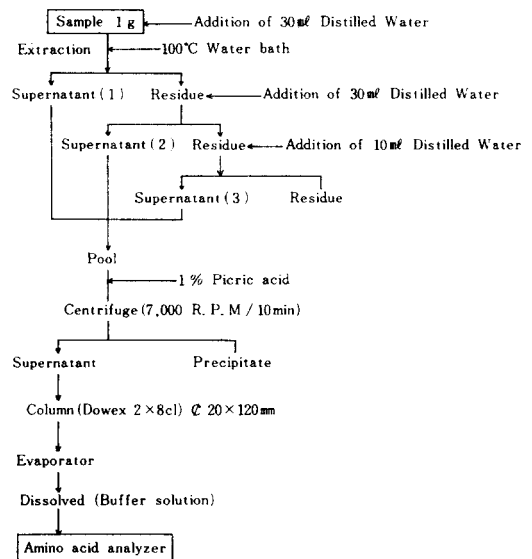 Sample 1 g
Addition of 30㎖ Distilled Water
Extraction
100℃ Water bath
Supernatant(1)
Residue
Addition of 30㎖ Distilled Water
Supernatant(2)
Residue
Addition of 10㎖ Distilled Water
Supernatant(3)
Residue
Pool
1% Picric acid
Centrifuge(7,000 R.P.M/10min)
Supernatant
Precipitate
Column(Dowex 2×8cl) ₡ 20×120mm
Evaporator
Dissolved (Buffer solution)
Amino acid analyzer